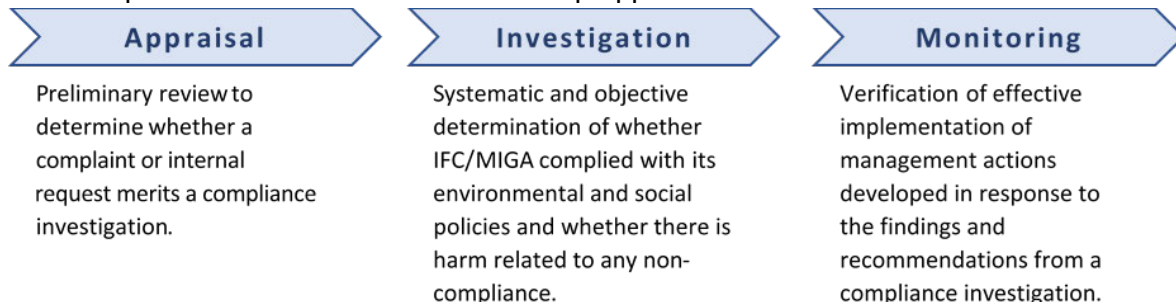 Appraisal
Preliminary review to
determine whether a
complaint or internal
request merits a compliance
investigation.
Investigation
Systematic and objective
determination of whether
IFC/MIGA complied with its
environmental and social
policies and whether there is
harm related to any non-
compliance.
Monitoring
Verification of effective
implementation of
management actions
developed in response to
the findings and
recommendations from a
compliance investigation.